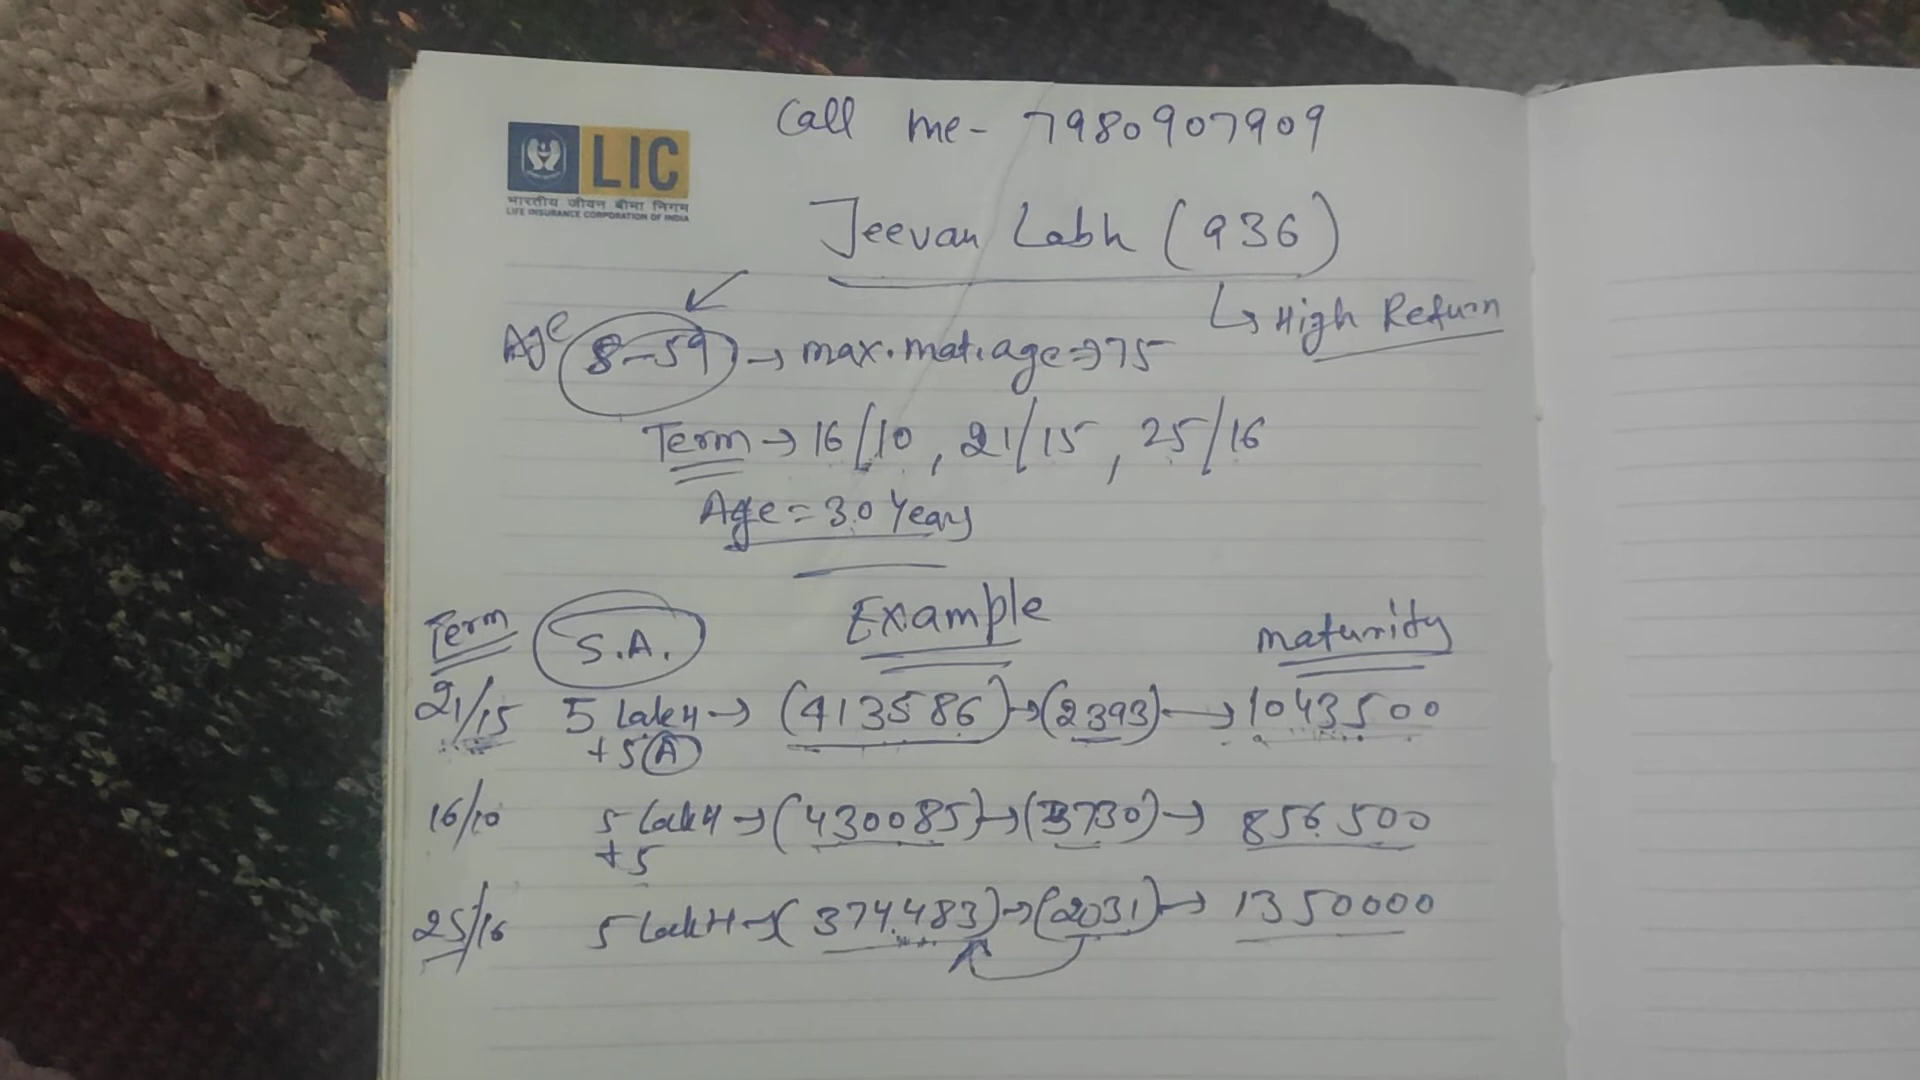 Call me - 7980907909
LIC
भारतीय जीवन बीमा निगम
LIFE INSURANCE CORPORATION OF INDIA
Jeevan Labh (936)
↳ High Return
Age 8-59 → max. mat. age ⇒ 75
Term → 16/10, 21/15, 25/16
Age = 30 Years
Example
Term S.A. maturity
21/15 5 Lakh → (413586) → (2393) → 1043500
+5 (A)
16/10 5 Lakh → (430085) → (3730) → 856500
+5
25/16 5 Lakh → (374483) → (2031) → 1350000